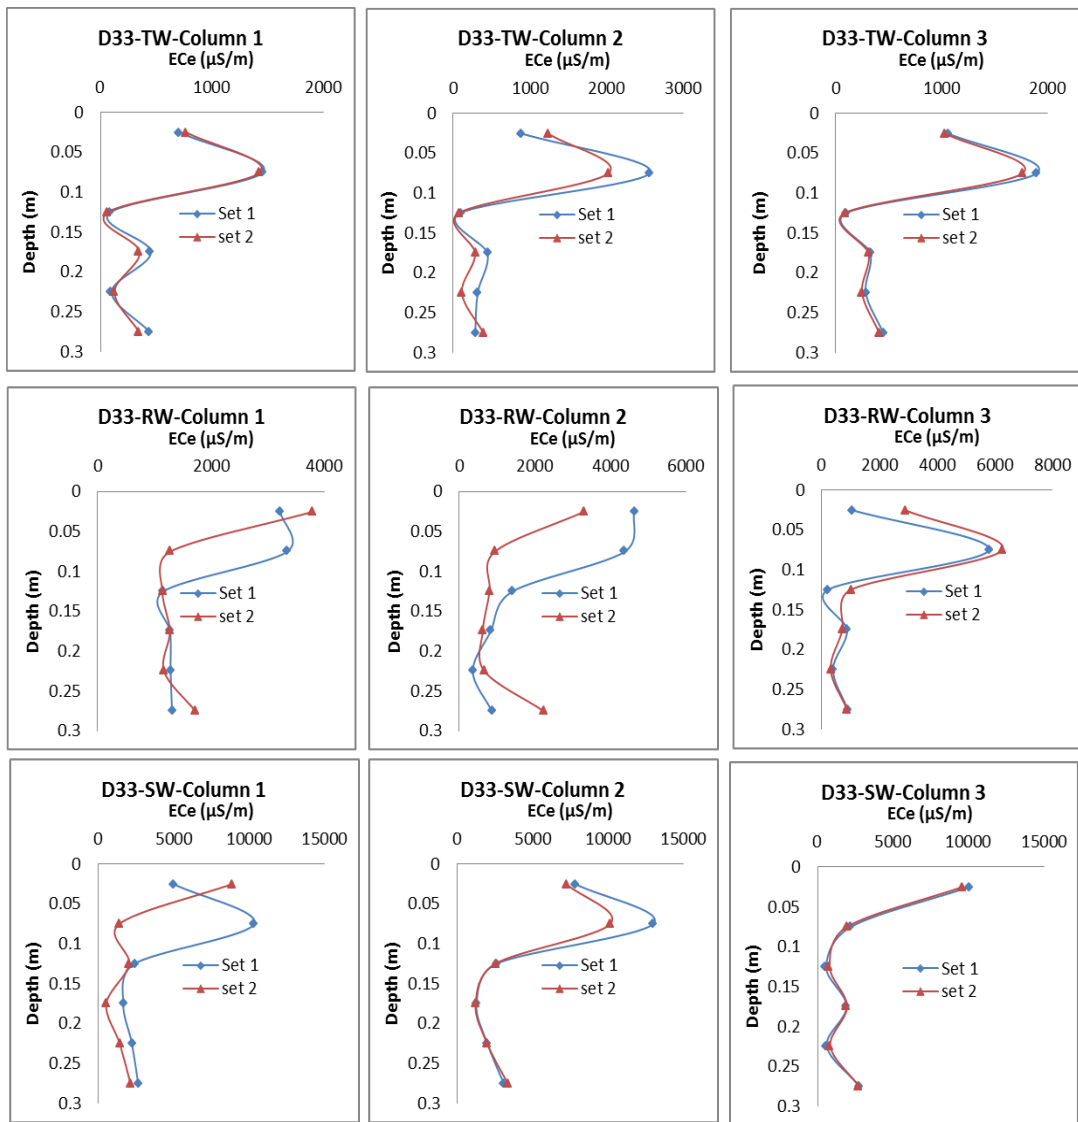 D33-TW-Column 1
ECe (µS/m)
0 1000 2000
0
0.05
0.1
0.15
0.2
0.25
0.3
Depth (m)
Set 1
set 2
D33-TW-Column 2
ECe (µS/m)
0 1000 2000 3000
0
0.05
0.1
0.15
0.2
0.25
0.3
Depth (m)
Set 1
set 2
D33-TW-Column 3
ECe (µS/m)
0 1000 2000
0
0.05
0.1
0.15
0.2
0.25
0.3
Depth (m)
Set 1
set 2
D33-RW-Column 1
ECe (µS/m)
0 2000 4000
0
0.05
0.1
0.15
0.2
0.25
0.3
Depth (m)
Set 1
set 2
D33-RW-Column 2
ECe (µS/m)
0 2000 4000 6000
0
0.05
0.1
0.15
0.2
0.25
0.3
Depth (m)
Set 1
set 2
D33-RW-Column 3
ECe (µS/m)
0 2000 4000 6000 8000
0
0.05
0.1
0.15
0.2
0.25
0.3
Depth (m)
Set 1
set 2
D33-SW-Column 1
ECe (µS/m)
0 5000 10000 15000
0
0.05
0.1
0.15
0.2
0.25
0.3
Depth (m)
Set 1
set 2
D33-SW-Column 2
ECe (µS/m)
0 5000 10000 15000
0
0.05
0.1
0.15
0.2
0.25
0.3
Depth (m)
Set 1
set 2
D33-SW-Column 3
ECe (µS/m)
0 5000 10000 15000
0
0.05
0.1
0.15
0.2
0.25
0.3
Depth (m)
Set 1
set 2